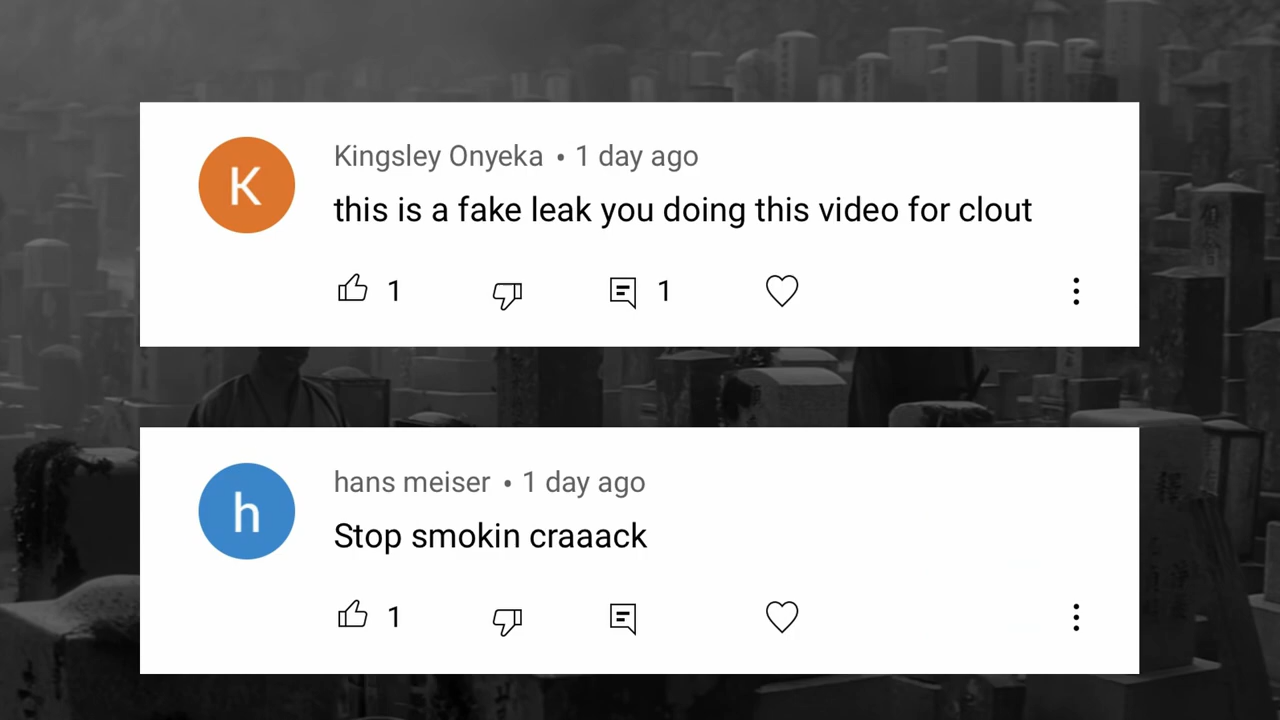 K
Kingsley Onyeka • 1 day ago
this is a fake leak you doing this video for clout
1
1
h
hans meiser • 1 day ago
Stop smokin craaack
1